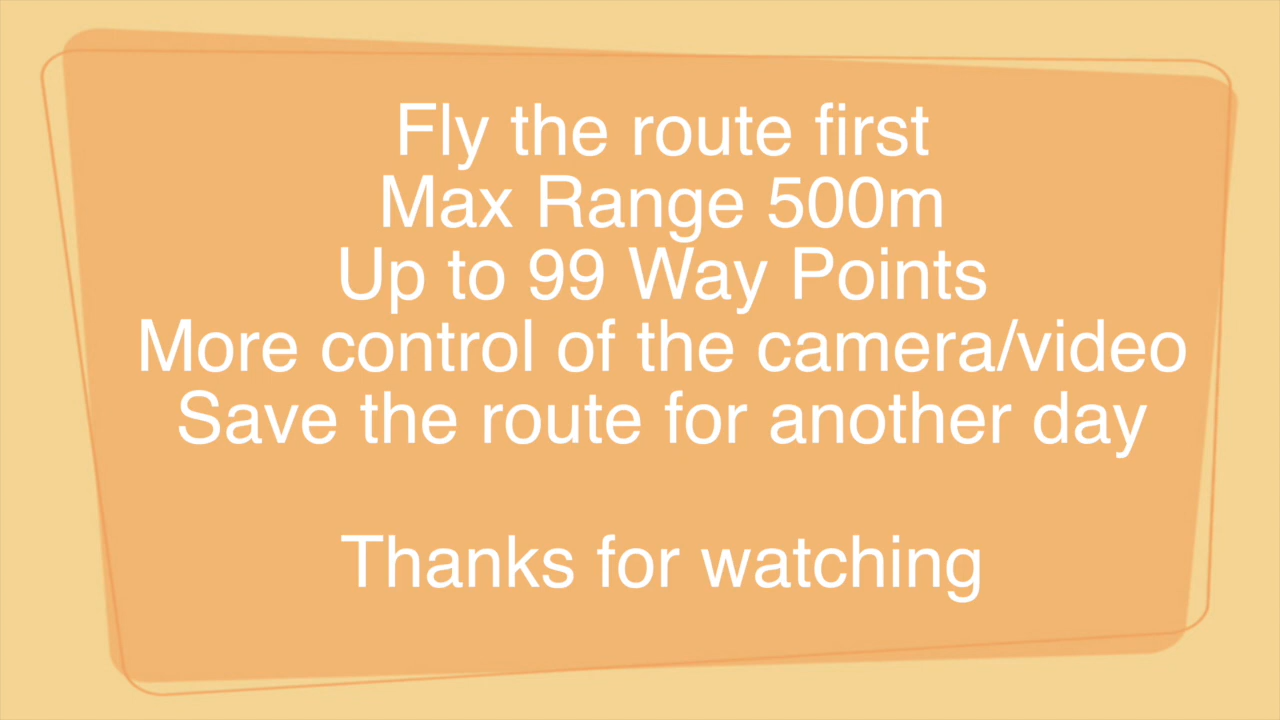 Fly the route first
Max Range 500m
Up to 99 Way Points
More control of the camera/video
Save the route for another day
Thanks for watching